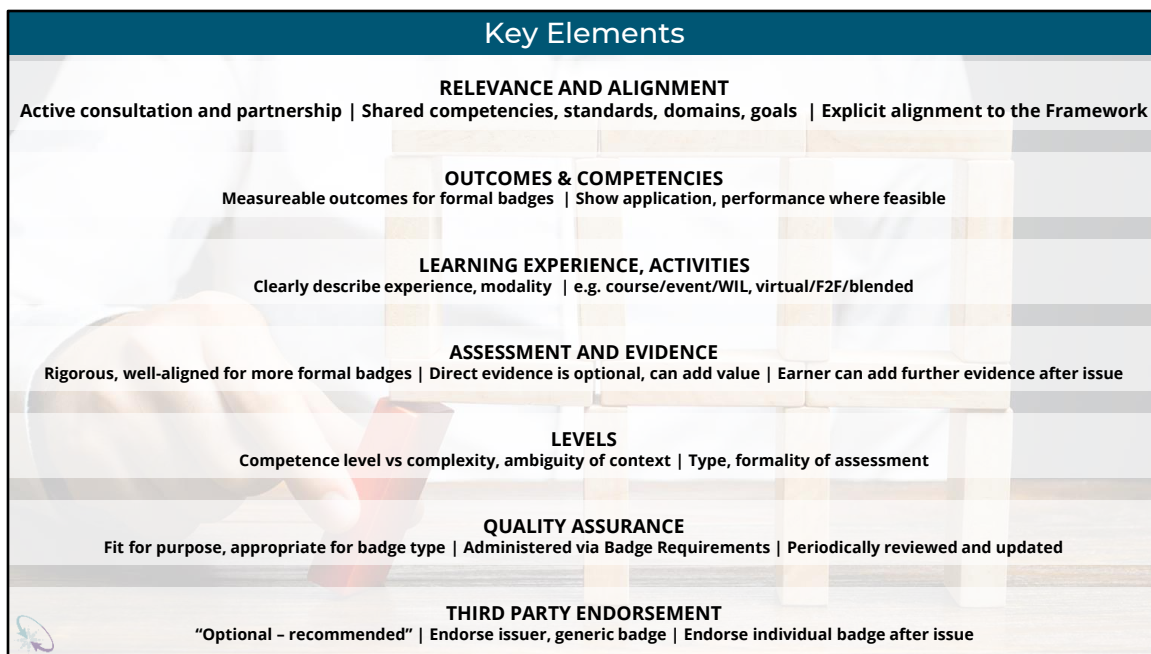 Key Elements
RELEVANCE AND ALIGNMENT
Active consultation and partnership | Shared competencies, standards, domains, goals | Explicit alignment to the Framework
OUTCOMES & COMPETENCIES
Measureable outcomes for formal badges | Show application, performance where feasible
LEARNING EXPERIENCE, ACTIVITIES
Clearly describe experience, modality | e.g. course/event/WIL, virtual/F2F/blended
ASSESSMENT AND EVIDENCE
Rigorous, well-aligned for more formal badges | Direct evidence is optional, can add value | Earner can add further evidence after issue
LEVELS
Competence level vs complexity, ambiguity of context | Type, formality of assessment
QUALITY ASSURANCE
Fit for purpose, appropriate for badge type | Administered via Badge Requirements | Periodically reviewed and updated
THIRD PARTY ENDORSEMENT
“Optional – recommended” | Endorse issuer, generic badge | Endorse individual badge after issue